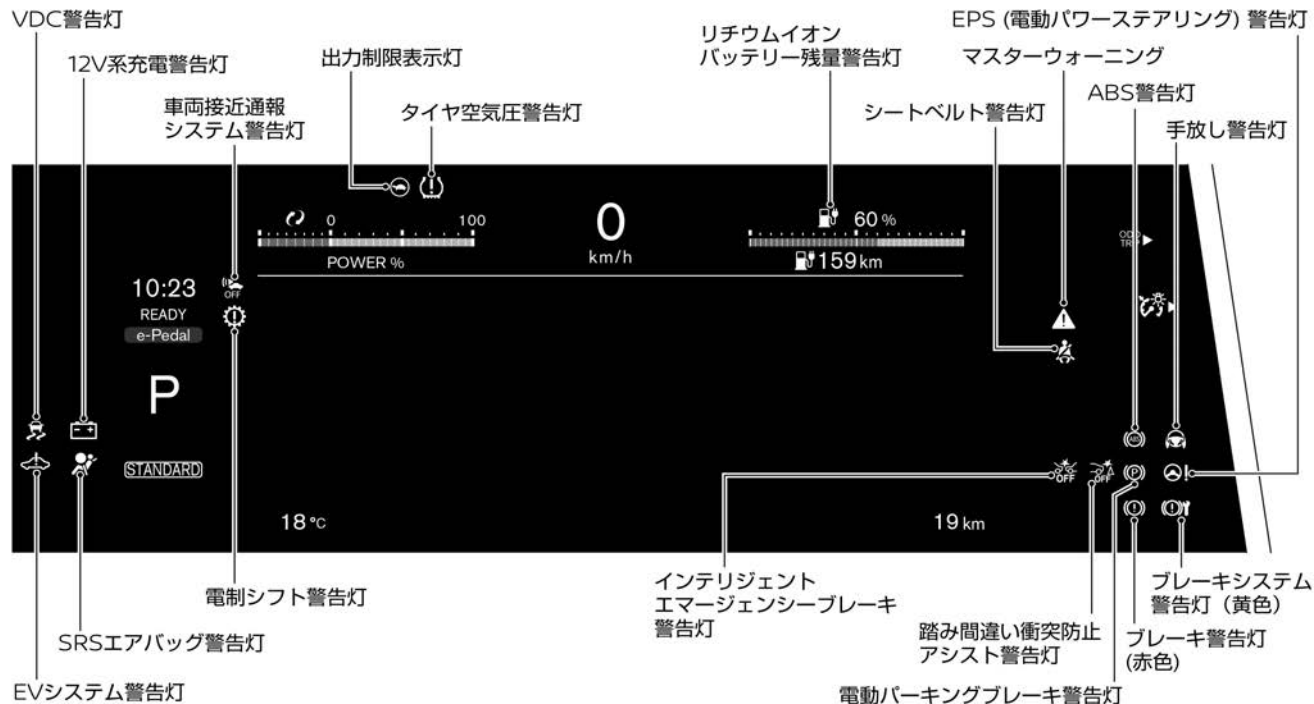 VDC警告灯
12V系充電警告灯
車両接近通報
システム警告灯
出力制限表示灯
タイヤ空気圧警告灯
リチウムイオン
バッテリー残量警告灯
シートベルト警告灯
マスターウォーニング
EPS (電動パワーステアリング) 警告灯
ABS警告灯
手放し警告灯
0
100
POWER %
0
km/h
60 %
159 km
ODO
TRIP
10:23
READY
e-Pedal
OFF
P
STANDARD
18 ℃
19 km
ABS
P
OFF
OFF
電制シフト警告灯
SRSエアバッグ警告灯
EVシステム警告灯
インテリジェント
エマージェンシーブレーキ
警告灯
踏み間違い衝突防止
アシスト警告灯
電動パーキングブレーキ警告灯
ブレーキ警告灯
(赤色)
ブレーキシステム
警告灯（黄色）